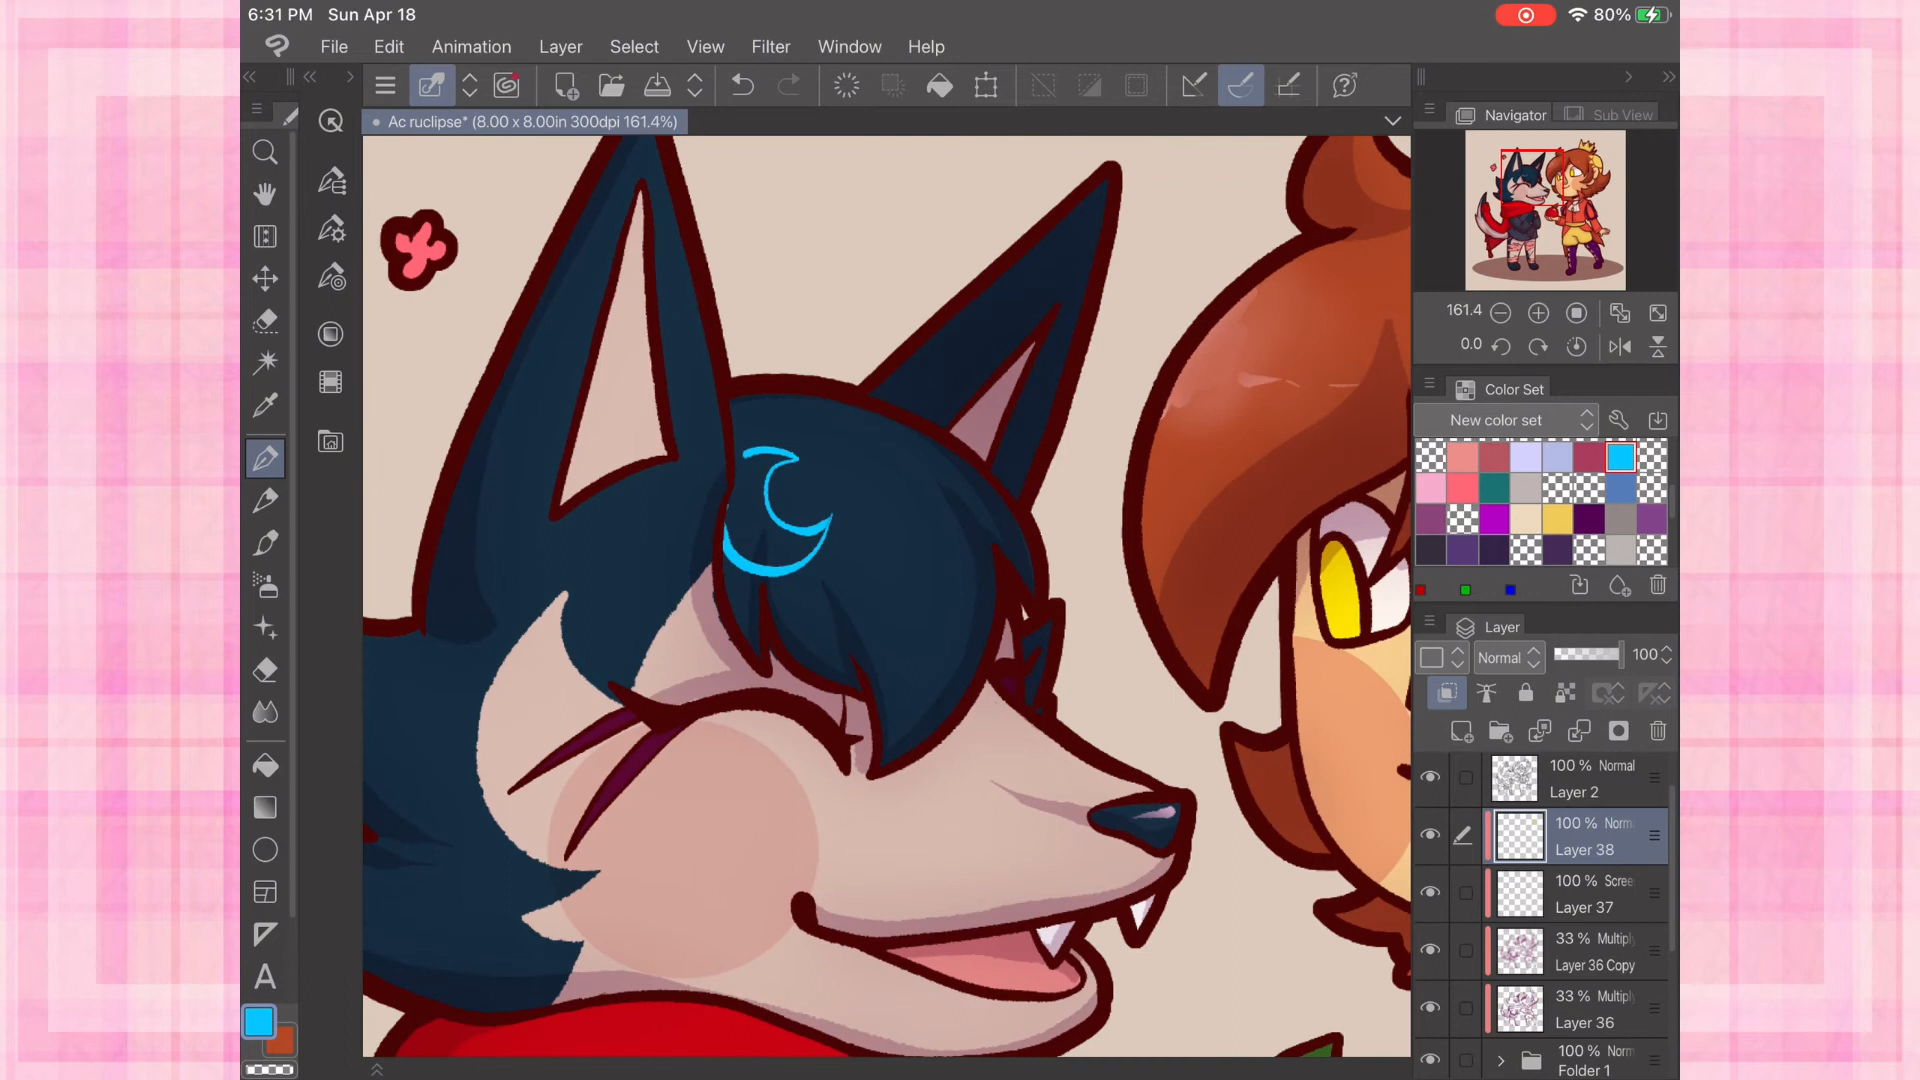 6:31 PM Sun Apr 18
80%
File Edit Animation Layer Select View Filter Window Help
Ac ruclipse* (8.00 x 8.00in 300dpi 161.4%)
Navigator Sub View
161.4
0.0
Color Set
New color set
Layer
Normal 100
100 % Normal
Layer 2
100 % Norm
Layer 38
100 % Scree
Layer 37
33 % Multiply
Layer 36 Copy
33 % Multiply
Layer 36
100 % Norm
Folder 1
A